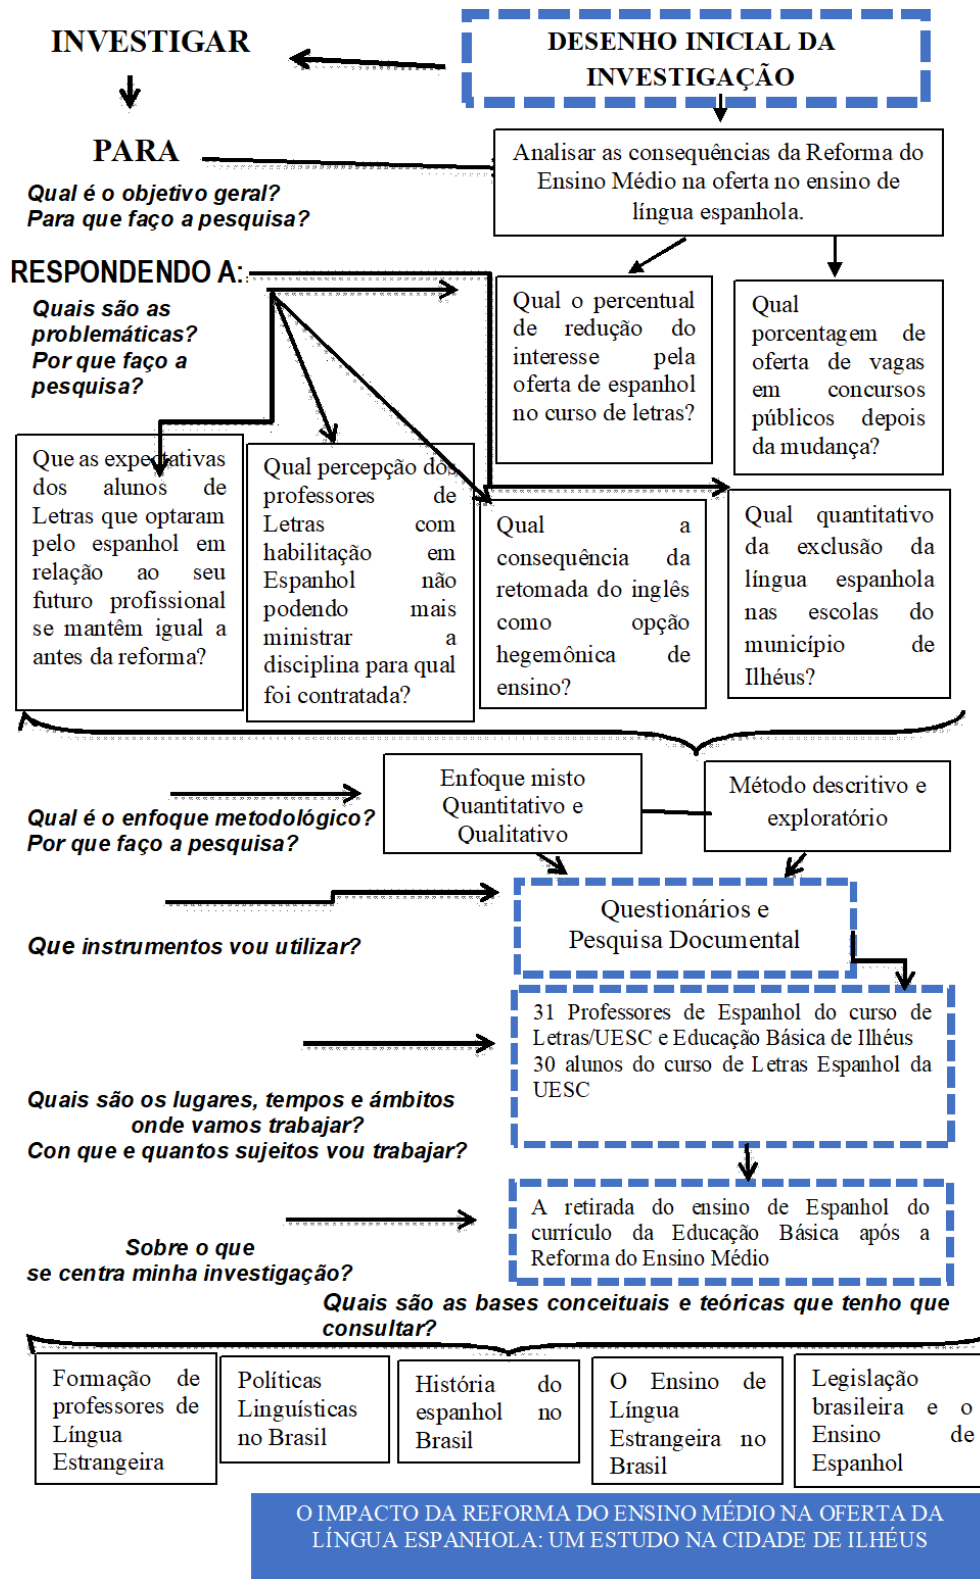 INVESTIGAR
DESENHO INICIAL DA
INVESTIGAÇÃO
PARA
Qual é o objetivo geral?
Para que faço a pesquisa?
Analisar as consequências da Reforma do
Ensino Médio na oferta no ensino de
língua espanhola.
RESPONDENDO A:
Quais são as
problemáticas?
Por que faço a
pesquisa?
Qual o percentual
de redução do
interesse pela
oferta de espanhol
no curso de letras?
Qual
porcentagem de
oferta de vagas
em concursos
públicos depois
da mudança?
Que as expectativas
dos alunos de
Letras que optaram
pelo espanhol em
relação ao seu
futuro profissional
se mantêm igual a
antes da reforma?
Qual percepção dos
professores de
Letras com
habilitação em
Espanhol não
podendo mais
ministrar a
disciplina para qual
foi contratada?
Qual a
consequência da
retomada do inglês
como opção
hegemônica de
ensino?
Qual quantitativo
da exclusão da
língua espanhola
nas escolas do
município de
Ilhéus?
Qual é o enfoque metodológico?
Por que faço a pesquisa?
Enfoque misto
Quantitativo e
Qualitativo
Método descritivo e
exploratório
Que instrumentos vou utilizar?
Questionários e
Pesquisa Documental
Quais são os lugares, tempos e ámbitos
onde vamos trabajar?
Con que e quantos sujeitos vou trabajar?
31 Professores de Espanhol do curso de
Letras/UESC e Educação Básica de Ilhéus
30 alunos do curso de Letras Espanhol da
UESC
Sobre o que
se centra minha investigação?
A retirada do ensino de Espanhol do
currículo da Educação Básica após a
Reforma do Ensino Médio
Quais são as bases conceituais e teóricas que tenho que
consultar?
Formação de
professores de
Língua
Estrangeira
Políticas
Linguísticas
no Brasil
História do
espanhol no
Brasil
O Ensino de
Língua
Estrangeira no
Brasil
Legislação
brasileira e o
Ensino de
Espanhol
O IMPACTO DA REFORMA DO ENSINO MÉDIO NA OFERTA DA
LÍNGUA ESPANHOLA: UM ESTUDO NA CIDADE DE ILHÉUS